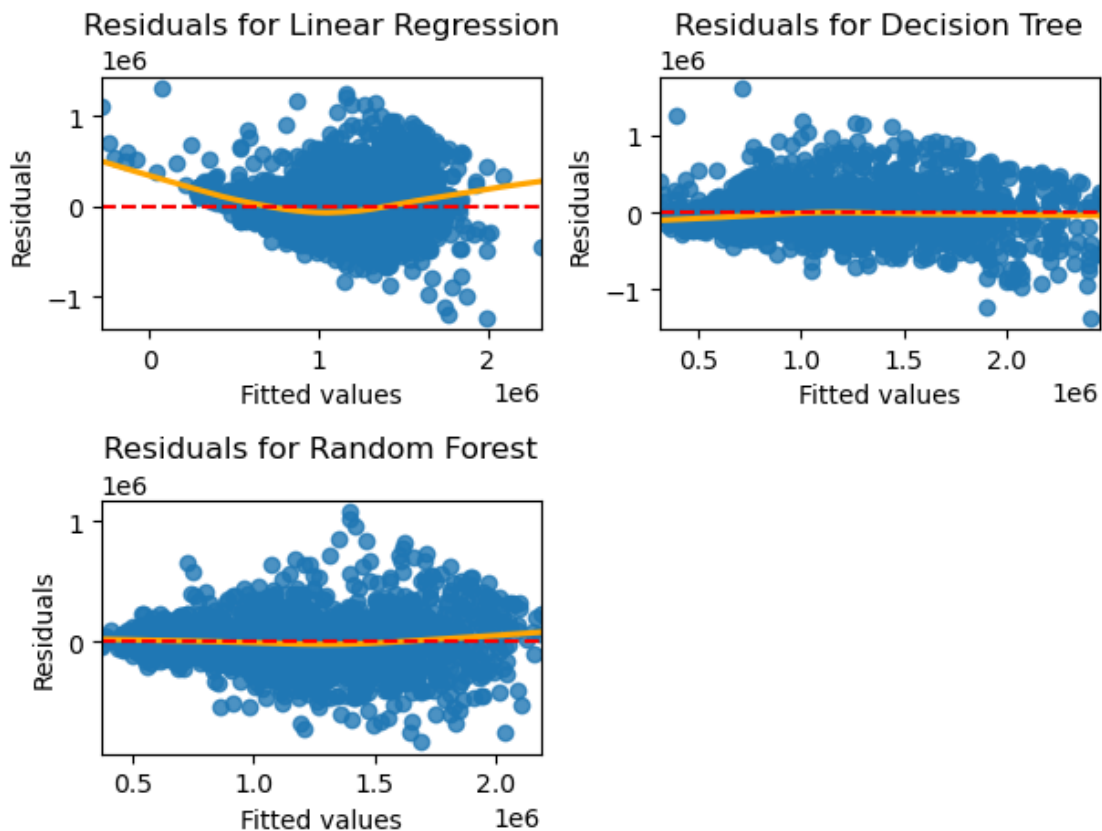 Residuals for Linear Regression
1e6
1
0
−1
Residuals
0
1
2
Fitted values
1e6
Residuals for Decision Tree
1e6
1
0
−1
Residuals
0.5
1.0
1.5
2.0
Fitted values
1e6
Residuals for Random Forest
1e6
1
0
Residuals
0.5
1.0
1.5
2.0
Fitted values
1e6